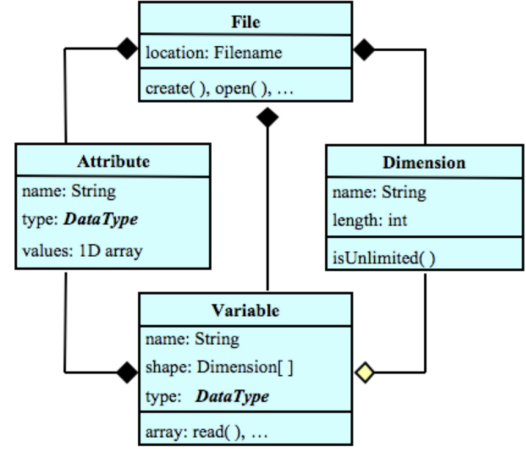 File
location: Filename
create( ), open( ), ...
Attribute
name: String
type: DataType
values: 1D array
Dimension
name: String
length: int
isUnlimited( )
Variable
name: String
shape: Dimension[ ]
type: DataType
array: read( ), ...